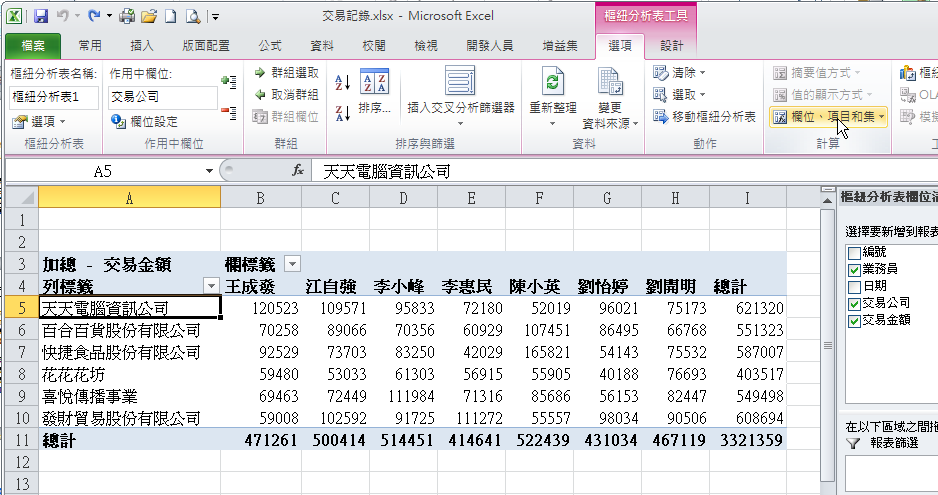 交易記錄.xlsx - Microsoft Excel
樞紐分析表工具
檔案 常用 插入 版面配置 公式 資料 校閱 檢視 開發人員 增益集 選項 設計
樞紐分析表名稱:
樞紐分析表1
選項
樞紐分析表
作用中欄位:
交易公司
欄位設定
作用中欄位
群組選取
取消群組
群組欄位
群組
排序...
插入交叉分析篩選器
排序與篩選
重新整理
變更
資料來源
資料
清除
選取
移動樞紐分析表
動作
摘要值方式
值的顯示方式
欄位、項目和集
計算
A5 fx 天天電腦資訊公司
A B C D E F G H I
1
2
3 加總 - 交易金額 欄標籤
4 列標籤 王成發 江自強 李小峰 李惠民 陳小英 劉怡婷 劉開明 總計
5 天天電腦資訊公司 120523 109571 95833 72180 52019 96021 75173 621320
6 百合百貨股份有限公司 70258 89066 70356 60929 107451 86495 66768 551323
7 快捷食品股份有限公司 92529 73703 83250 42029 165821 54143 75532 587007
8 花花花坊 59480 53033 61303 56915 55905 40188 76693 403517
9 喜悅傳播事業 69463 72449 111984 71316 85686 56153 82447 549498
10 發財貿易股份有限公司 59008 102592 91725 111272 55557 98034 90506 608694
11 總計 471261 500414 514451 414641 522439 431034 467119 3321359
12
13
樞紐分析表欄位清
選擇要新增到報表
編號
業務員
日期
交易公司
交易金額
在以下區域之間拖
報表篩選